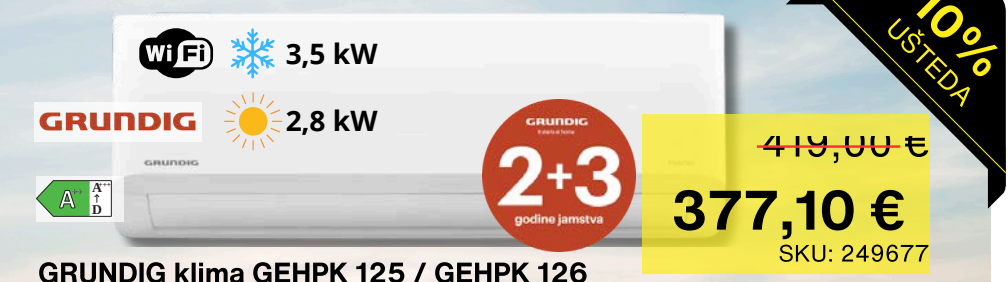 10%
UŠTEDA
WiFi
3,5 kW
GRUNDIG
2,8 kW
GRUNDIG
GRUNDIG
2+3
godine jamstva
419,00 €
377,10 €
SKU: 249677
A++
A+++
↑
D
GRUNDIG klima GEHPK 125 / GEHPK 126